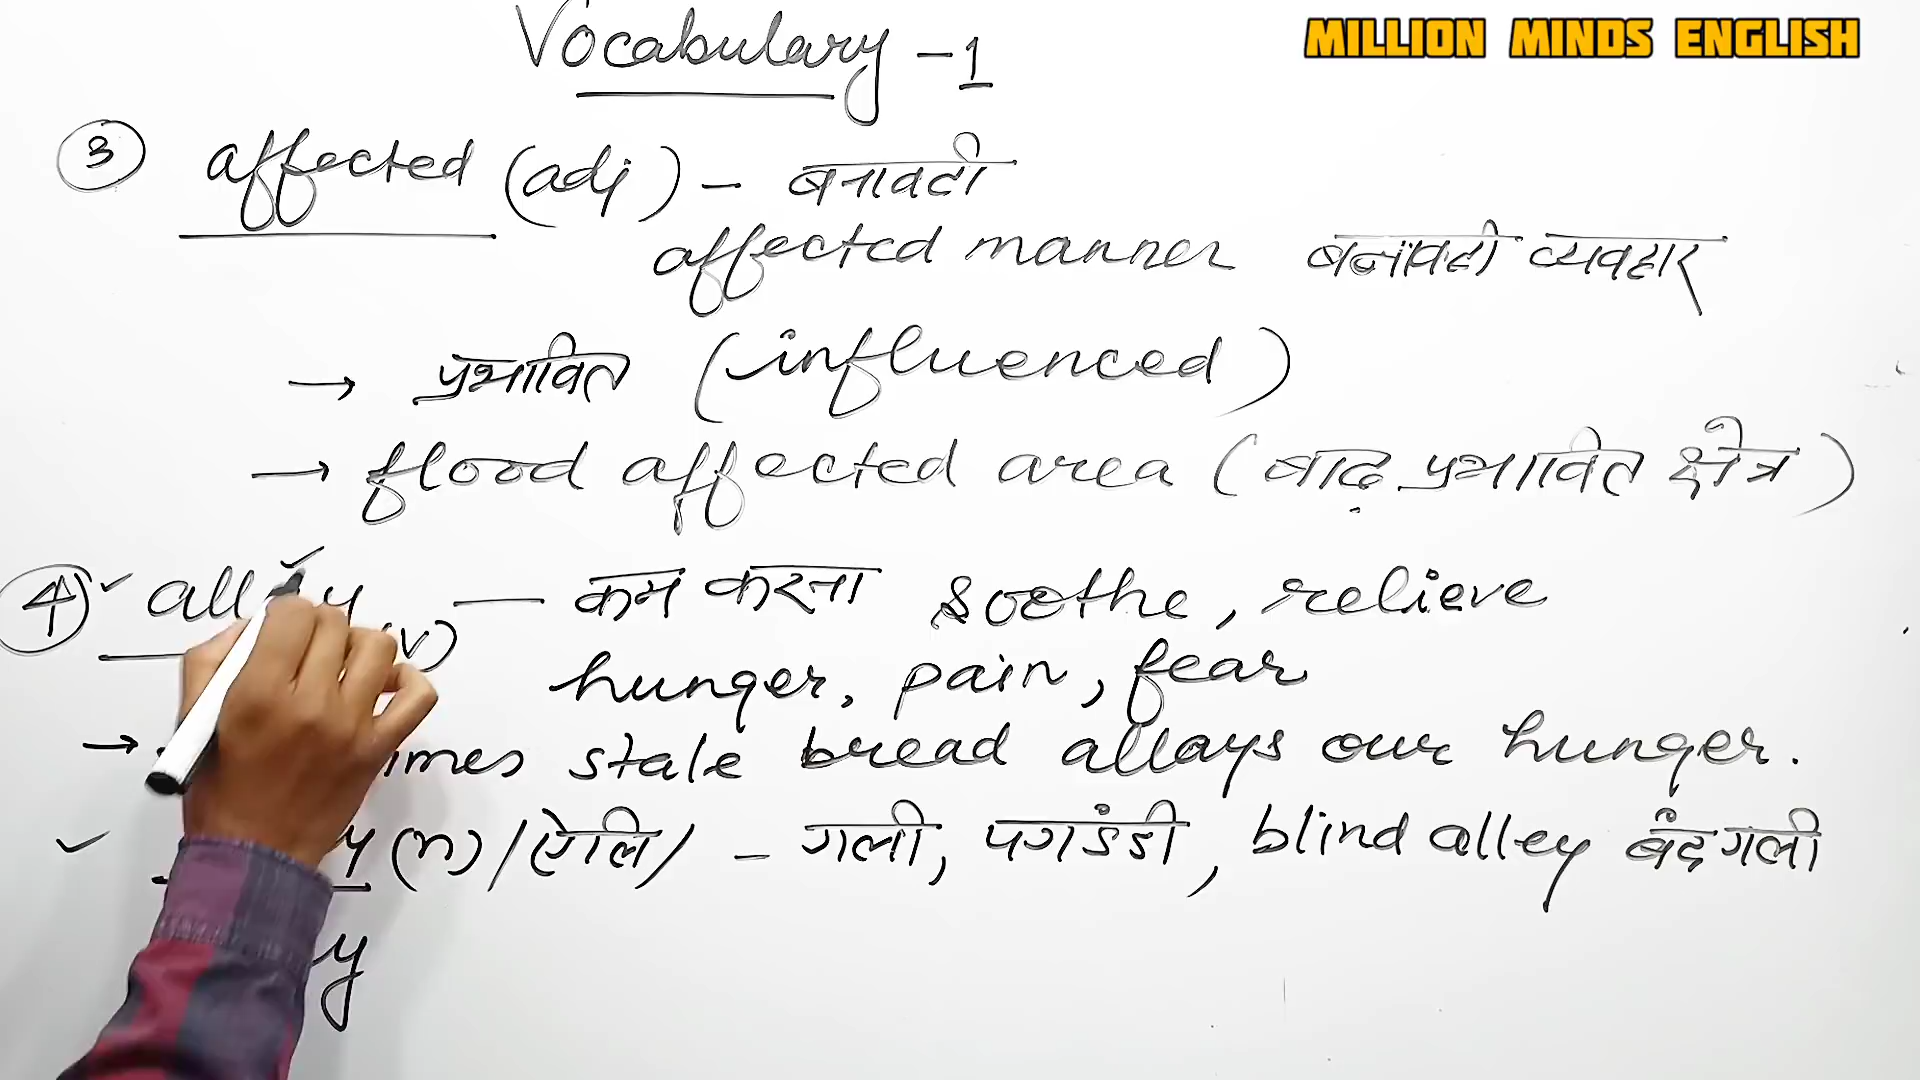 Vocabulary - 1
MILLION MINDS ENGLISH
3 affected (adj) - बनावटी
affected manner बनावटी व्यवहार
→ प्रभावित (influenced)
→ flood affected area (बाढ़ प्रभावित क्षेत्र)
4 (v) — कम करना soothe, relieve
hunger, pain, fear
→ stale bread allays our hunger.
(n) /ऐलि/ - गली, पगडंडी, blind alley बंद गली